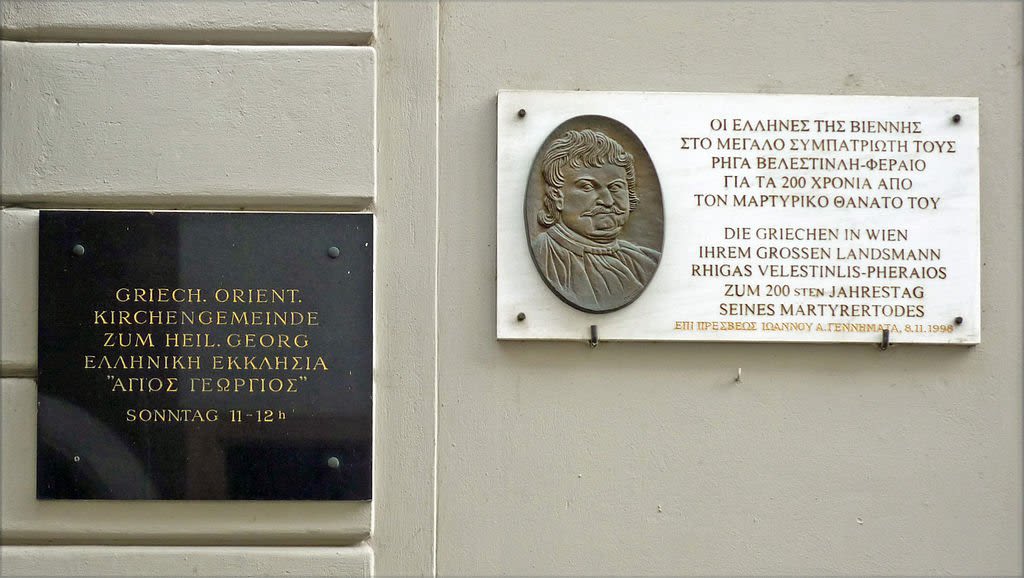 GRIECH. ORIENT.
KIRCHENGEMEINDE
ZUM HEIL. GEORG
ΕΛΛΗΝΙΚΗ ΕΚΚΛΗΣΙΑ
"ΑΓΙΟΣ ΓΕΩΡΓΙΟΣ"
SONNTAG 11-12 h
ΟΙ ΕΛΛΗΝΕΣ ΤΗΣ ΒΙΕΝΝΗΣ
ΣΤΟ ΜΕΓΑΛΟ ΣΥΜΠΑΤΡΙΩΤΗ ΤΟΥΣ
ΡΗΓΑ ΒΕΛΕΣΤΙΝΛΗ-ΦΕΡΑΙΟ
ΓΙΑ ΤΑ 200 ΧΡΟΝΙΑ ΑΠΟ
ΤΟΝ ΜΑΡΤΥΡΙΚΟ ΘΑΝΑΤΟ ΤΟΥ
DIE GRIECHEN IN WIEN
IHREM GROSSEN LANDSMANN
RHIGAS VELESTINLIS-PHERAIOS
ZUM 200 STEN JAHRESTAG
SEINES MÄRTYRERTODES
ΕΠΙ ΠΡΕΣΒΕΩΣ ΙΩΑΝΝΟΥ Α. ΓΕΝΝΗΜΑΤΑ, 8.11.1998